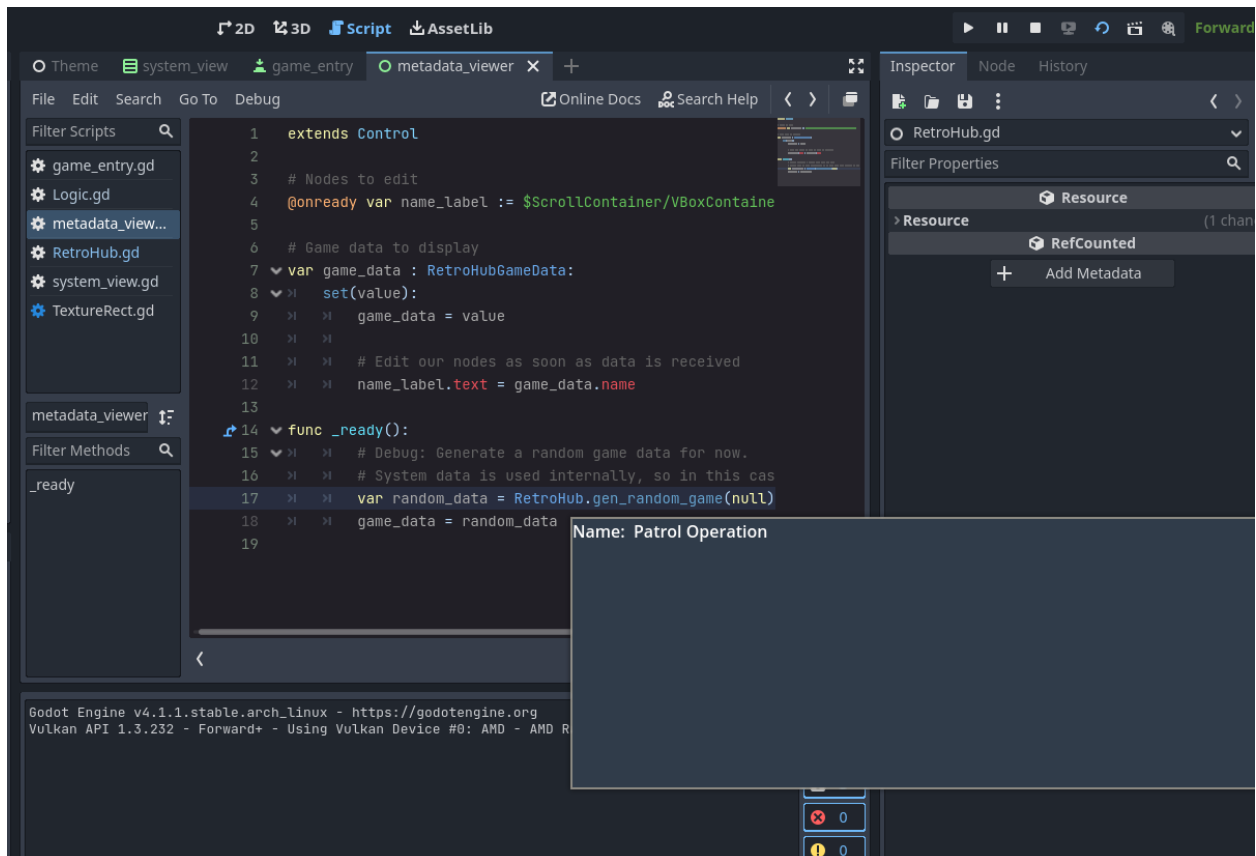 2D 3D Script AssetLib
Forward
Theme system_view game_entry metadata_viewer
Inspector Node History
File Edit Search Go To Debug Online Docs Search Help
Filter Scripts
game_entry.gd
Logic.gd
metadata_view...
RetroHub.gd
system_view.gd
TextureRect.gd
metadata_viewer
Filter Methods
_ready
1 extends Control
2
3 # Nodes to edit
4 @onready var name_label := $ScrollContainer/VBoxContaine
5
6 # Game data to display
7 var game_data : RetroHubGameData:
8 set(value):
9 game_data = value
10
11 # Edit our nodes as soon as data is received
12 name_label.text = game_data.name
13
14 func _ready():
15 # Debug: Generate a random game data for now.
16 # System data is used internally, so in this cas
17 var random_data = RetroHub.gen_random_game(null)
18 game_data = random_data
19
RetroHub.gd
Filter Properties
Resource
Resource (1 chan
RefCounted
Add Metadata
Name: Patrol Operation
Godot Engine v4.1.1.stable.arch_linux - https://godotengine.org
Vulkan API 1.3.232 - Forward+ - Using Vulkan Device #0: AMD - AMD R
0
0